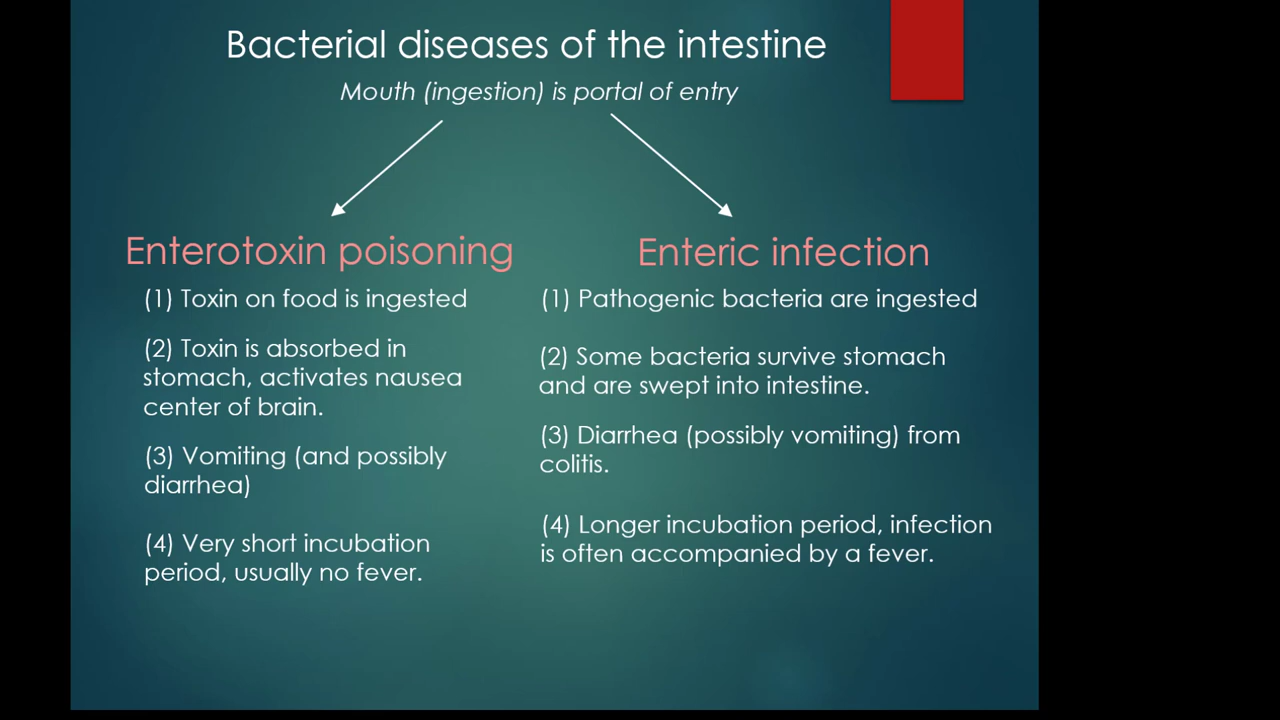 Bacterial diseases of the intestine
Mouth (ingestion) is portal of entry
Enterotoxin poisoning
(1) Toxin on food is ingested
(2) Toxin is absorbed in
stomach, activates nausea
center of brain.
(3) Vomiting (and possibly
diarrhea)
(4) Very short incubation
period, usually no fever.
Enteric infection
(1) Pathogenic bacteria are ingested
(2) Some bacteria survive stomach
and are swept into intestine.
(3) Diarrhea (possibly vomiting) from
colitis.
(4) Longer incubation period, infection
is often accompanied by a fever.